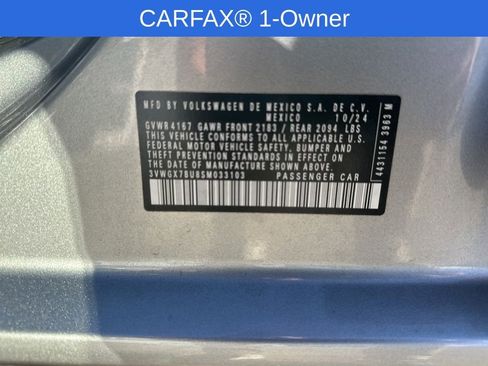 CARFAX® 1-Owner
MFD BY VOLKSWAGEN DE MEXICO S.A. DE C.V.
MEXICO 10/24
GVWR 4167 GAWR FRONT 2183 / REAR 2094 LBS
THIS VEHICLE CONFORMS TO ALL APPLICABLE U.S.
FEDERAL MOTOR VEHICLE SAFETY, BUMPER AND
THEFT PREVENTION STANDARDS IN EFFECT ON
THE DATE OF MANUFACTURE SHOWN ABOVE.
3VWGX7BU8SM033103 PASSENGER CAR
4431154 3963 M